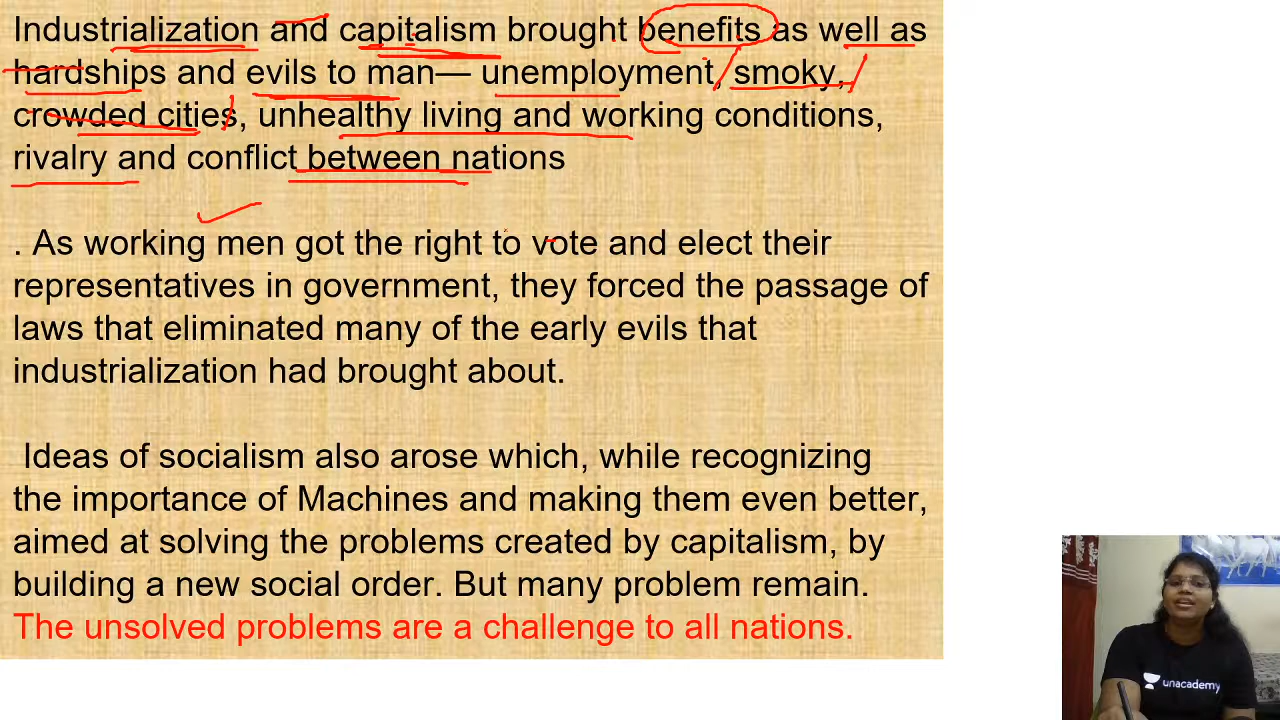 Industrialization and capitalism brought benefits as well as
hardships and evils to man— unemployment, smoky,
crowded cities, unhealthy living and working conditions,
rivalry and conflict between nations
. As working men got the right to vote and elect their
representatives in government, they forced the passage of
laws that eliminated many of the early evils that
industrialization had brought about.
Ideas of socialism also arose which, while recognizing
the importance of Machines and making them even better,
aimed at solving the problems created by capitalism, by
building a new social order. But many problem remain.
The unsolved problems are a challenge to all nations.
unacademy